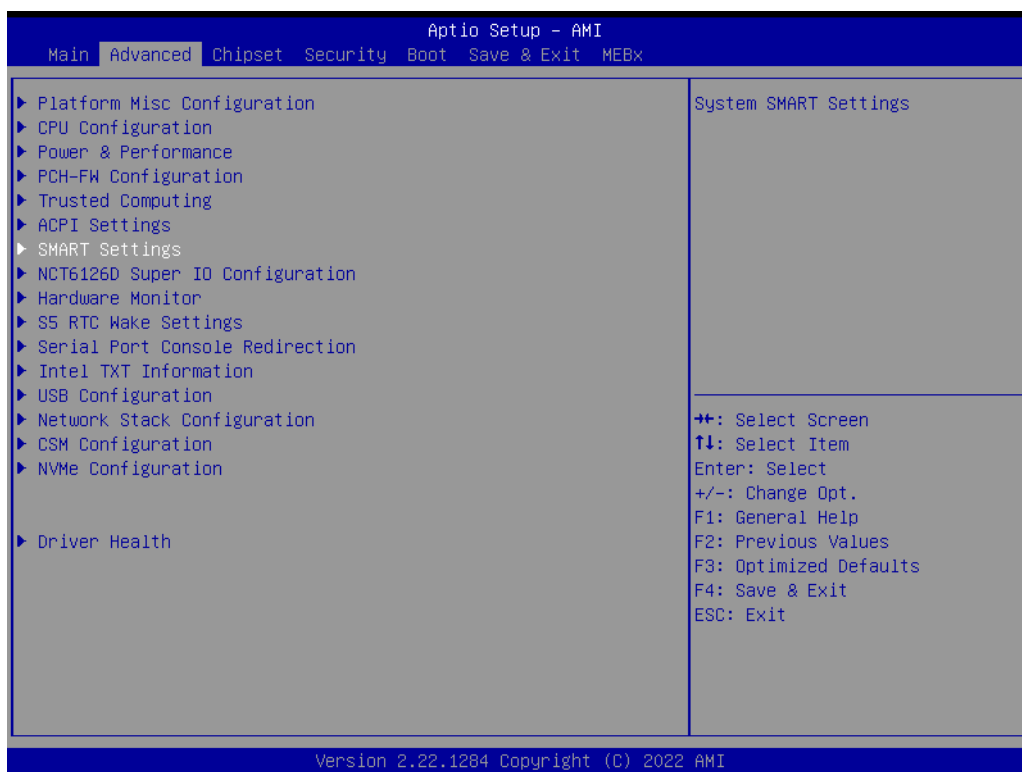 Aptio Setup – AMI
Main Advanced Chipset Security Boot Save & Exit MEBx
Platform Misc Configuration
CPU Configuration
Power & Performance
PCH-FW Configuration
Trusted Computing
ACPI Settings
SMART Settings
NCT6126D Super IO Configuration
Hardware Monitor
S5 RTC Wake Settings
Serial Port Console Redirection
Intel TXT Information
USB Configuration
Network Stack Configuration
CSM Configuration
NVMe Configuration
Driver Health
System SMART Settings
→←: Select Screen
↑↓: Select Item
Enter: Select
+/-: Change Opt.
F1: General Help
F2: Previous Values
F3: Optimized Defaults
F4: Save & Exit
ESC: Exit
Version 2.22.1284 Copyright (C) 2022 AMI